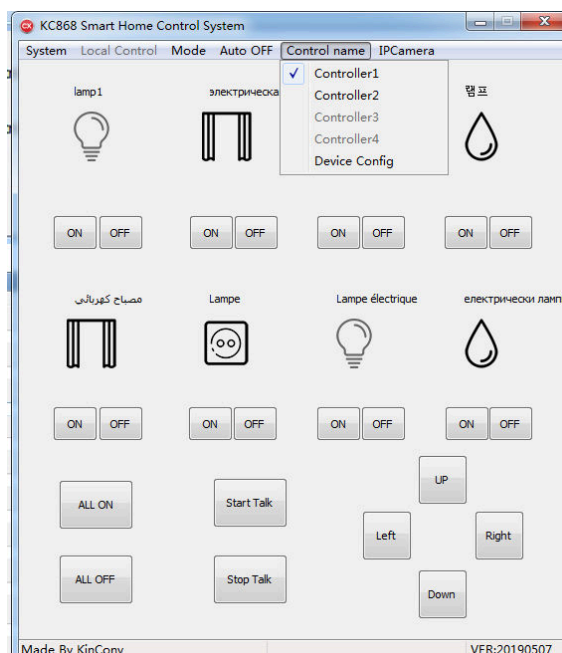 KC868 Smart Home Control System
System Local Control Mode Auto OFF Control name IPCamera
Controller1
Controller2
Controller3
Controller4
Device Config
lamp1 электрическа 램프
ON OFF ON OFF ON OFF ON OFF
مصباح كهربائي Lampe Lampe électrique електрически ламп
ON OFF ON OFF ON OFF ON OFF
UP
ALL ON Start Talk
Left Right
ALL OFF Stop Talk
Down
Made By KinCony VER:20190507